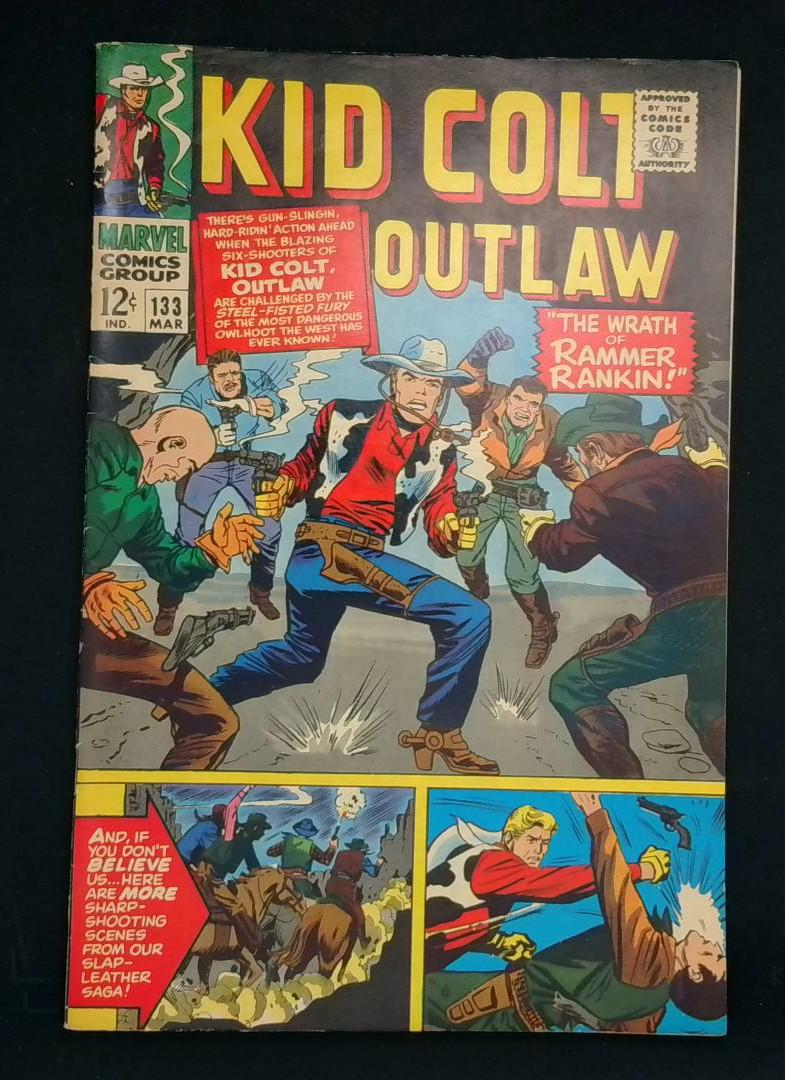 KID COLT
OUTLAW
APPROVED
BY THE
COMICS
CODE
CA
AUTHORITY
MARVEL
COMICS
GROUP
12¢
IND.
133
MAR
THERE'S GUN-SLINGIN',
HARD-RIDIN' ACTION AHEAD
WHEN THE BLAZING
SIX-SHOOTERS OF
KID COLT,
OUTLAW
ARE CHALLENGED BY THE
STEEL-FISTED FURY
OF THE MOST DANGEROUS
OWLHOOT THE WEST HAS
EVER KNOWN!
"THE WRATH
OF
RAMMER
RANKIN!"
AND, IF
YOU DON'T
BELIEVE
US...HERE
ARE MORE
SHARP-
SHOOTING
SCENES
FROM OUR
SLAP-
LEATHER
SAGA!